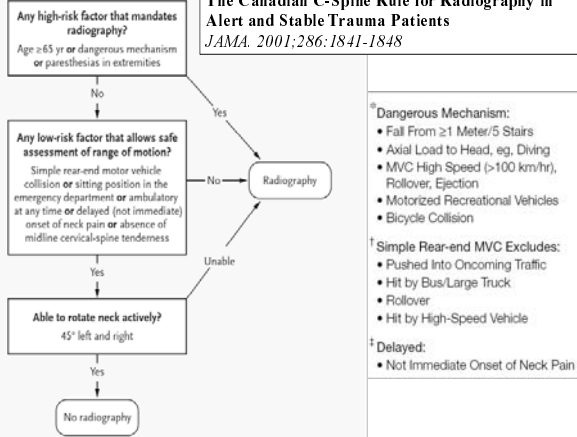 The Canadian C-Spine Rule for Radiography in
Alert and Stable Trauma Patients
JAMA. 2001;286:1841-1848
Any high-risk factor that mandates
radiography?
Age ≥65 yr or dangerous mechanism
or paresthesias in extremities
No
Yes
Any low-risk factor that allows safe
assessment of range of motion?
Simple rear-end motor vehicle
collision or sitting position in the
emergency department or ambulatory
at any time or delayed (not immediate)
onset of neck pain or absence of
midline cervical-spine tenderness
No
Radiography
Yes
Unable
Able to rotate neck actively?
45° left and right
Yes
No radiography
*Dangerous Mechanism:
• Fall From ≥1 Meter/5 Stairs
• Axial Load to Head, eg, Diving
• MVC High Speed (>100 km/hr),
Rollover, Ejection
• Motorized Recreational Vehicles
• Bicycle Collision
†Simple Rear-end MVC Excludes:
• Pushed Into Oncoming Traffic
• Hit by Bus/Large Truck
• Rollover
• Hit by High-Speed Vehicle
‡Delayed:
• Not Immediate Onset of Neck Pain